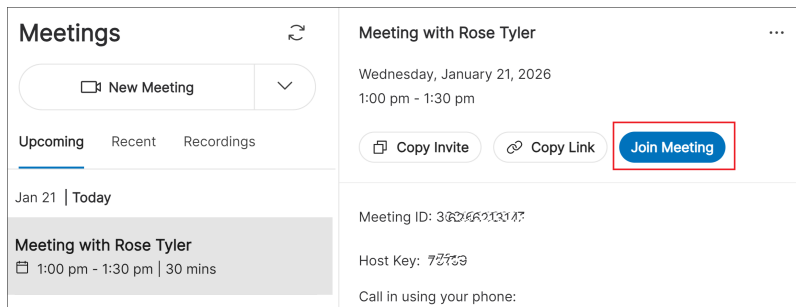 Meetings
New Meeting
Upcoming Recent Recordings
Jan 21 | Today
Meeting with Rose Tyler
1:00 pm - 1:30 pm | 30 mins
Meeting with Rose Tyler
Wednesday, January 21, 2026
1:00 pm - 1:30 pm
Copy Invite Copy Link Join Meeting
Meeting ID:
Host Key:
Call in using your phone: